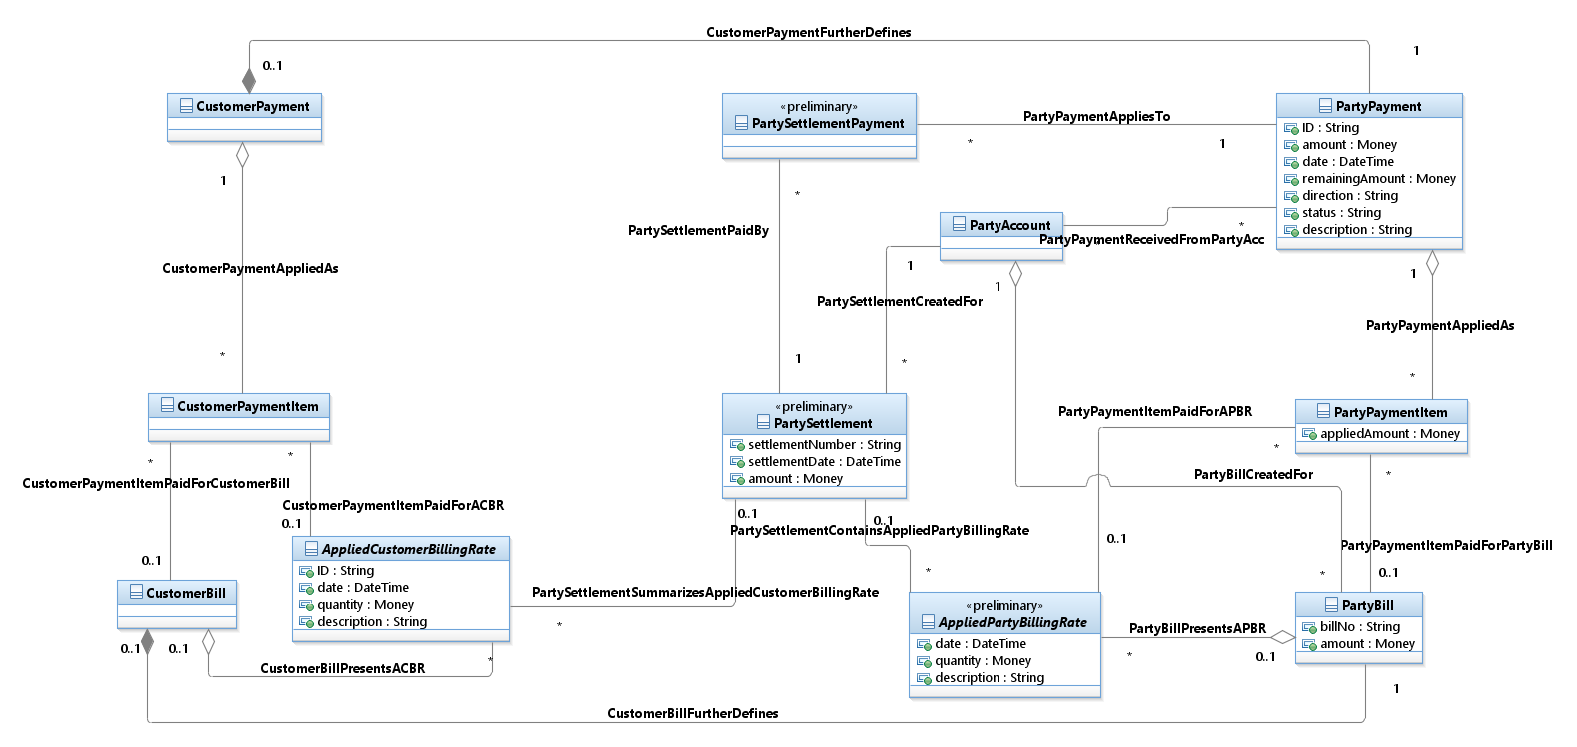 CustomerPaymentFurtherDefines
1
0..1
CustomerPayment
«preliminary»
PartySettlementPayment
PartyPaymentAppliesTo
*
1
PartyPayment
ID : String
amount : Money
date : DateTime
remainingAmount : Money
direction : String
status : String
description : String
1
*
PartySettlementPaidBy
PartyAccount
*
PartyPaymentReceivedFromPartyAcc
CustomerPaymentAppliedAs
1
1
1
PartySettlementCreatedFor
PartyPaymentAppliedAs
*
1
*
*
CustomerPaymentItem
«preliminary»
PartySettlement
settlementNumber : String
settlementDate : DateTime
amount : Money
PartyPaymentItemPaidForAPBR
PartyPaymentItem
appliedAmount : Money
*
*
*
*
CustomerPaymentItemPaidForCustomerBill
PartyBillCreatedFor
CustomerPaymentItemPaidForACBR
0..1
0..1
0..1
PartySettlementContainsAppliedPartyBillingRate
0..1
PartyPaymentItemPaidForPartyBill
0..1
AppliedCustomerBillingRate
ID : String
date : DateTime
quantity : Money
description : String
*
*
0..1
CustomerBill
PartySettlementSummarizesAppliedCustomerBillingRate
*
«preliminary»
AppliedPartyBillingRate
date : DateTime
quantity : Money
description : String
PartyBill
billNo : String
amount : Money
PartyBillPresentsAPBR
*
0..1
0..1
0..1
*
CustomerBillPresentsACBR
1
CustomerBillFurtherDefines